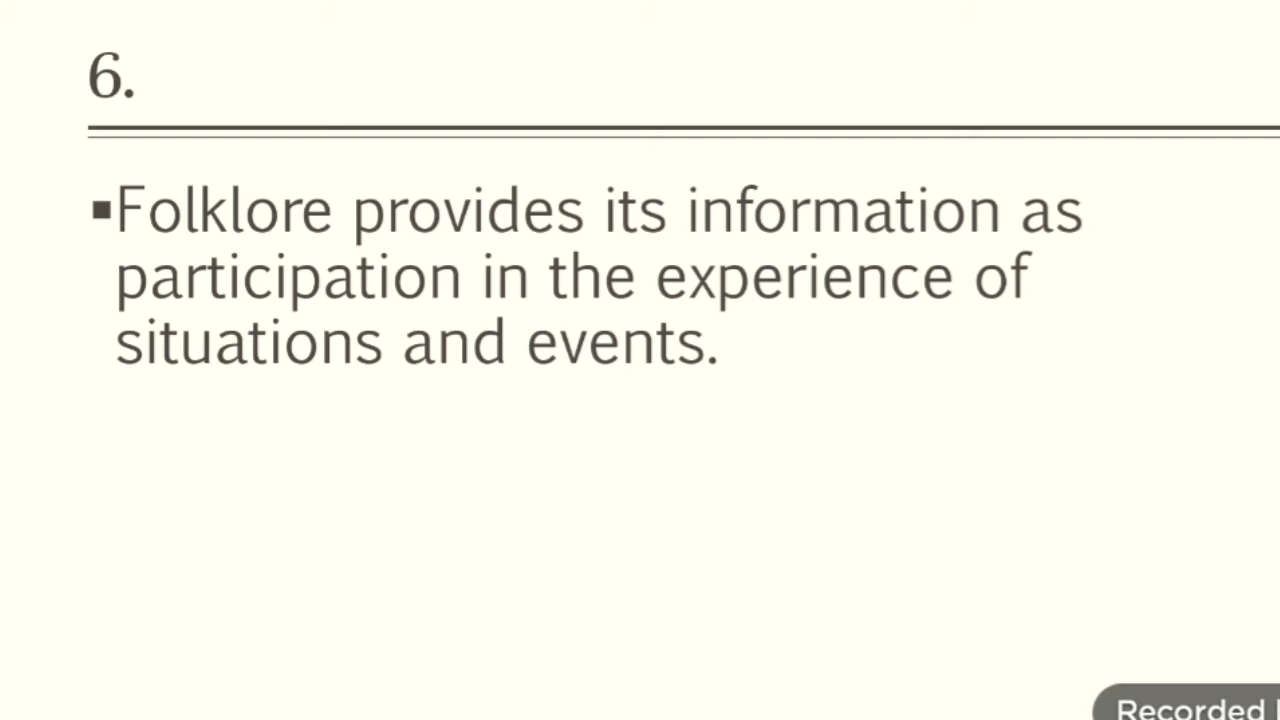 6.
▪Folklore provides its information as
participation in the experience of
situations and events.
Recorded